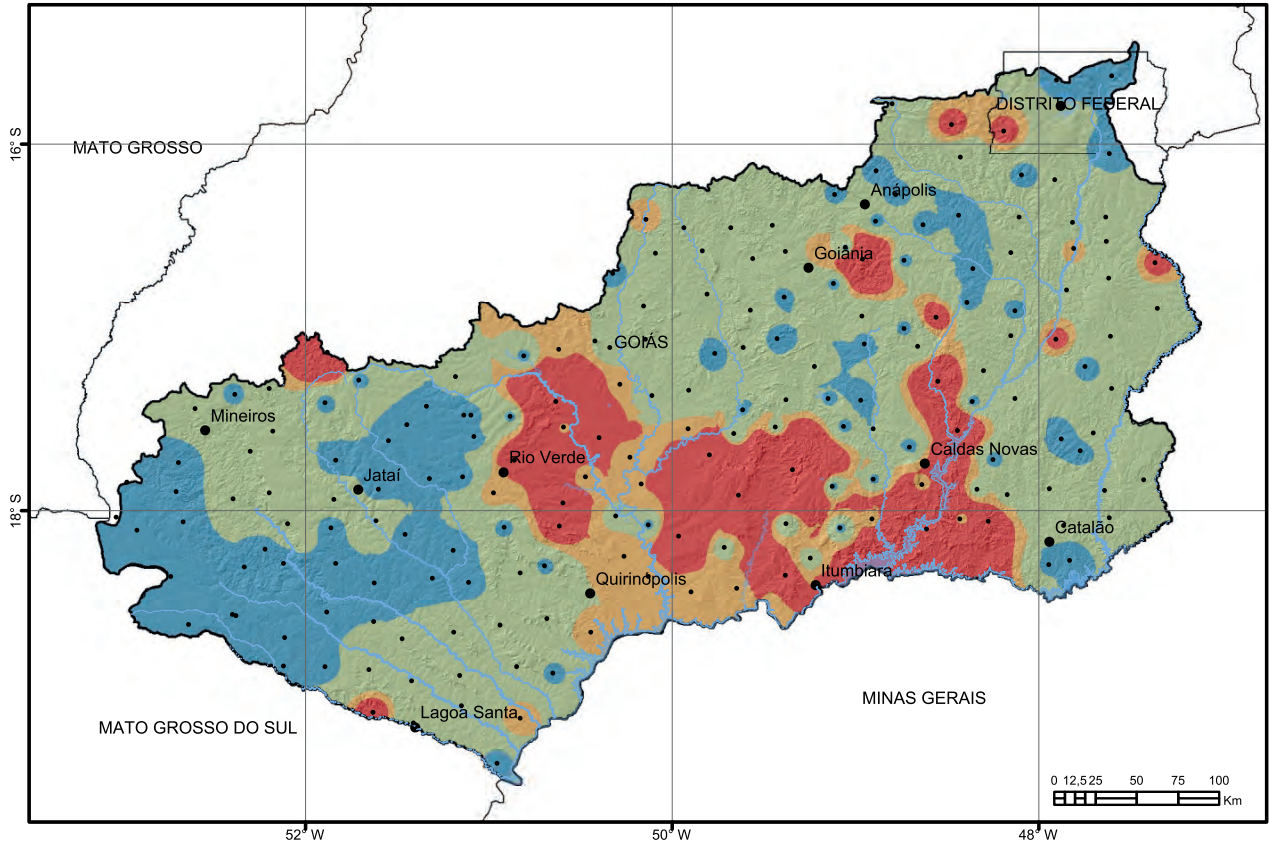 DISTRITO FEDERAL
16° S
MATO GROSSO
Anápolis
Goiânia
GOIÁS
Mineiros
Caldas Novas
Rio Verde
Jataí
18° S
Catalão
Itumbiara
Quirinópolis
MINAS GERAIS
Lagoa Santa
MATO GROSSO DO SUL
0 12,5 25 50 75 100
Km
52° W 50° W 48° W